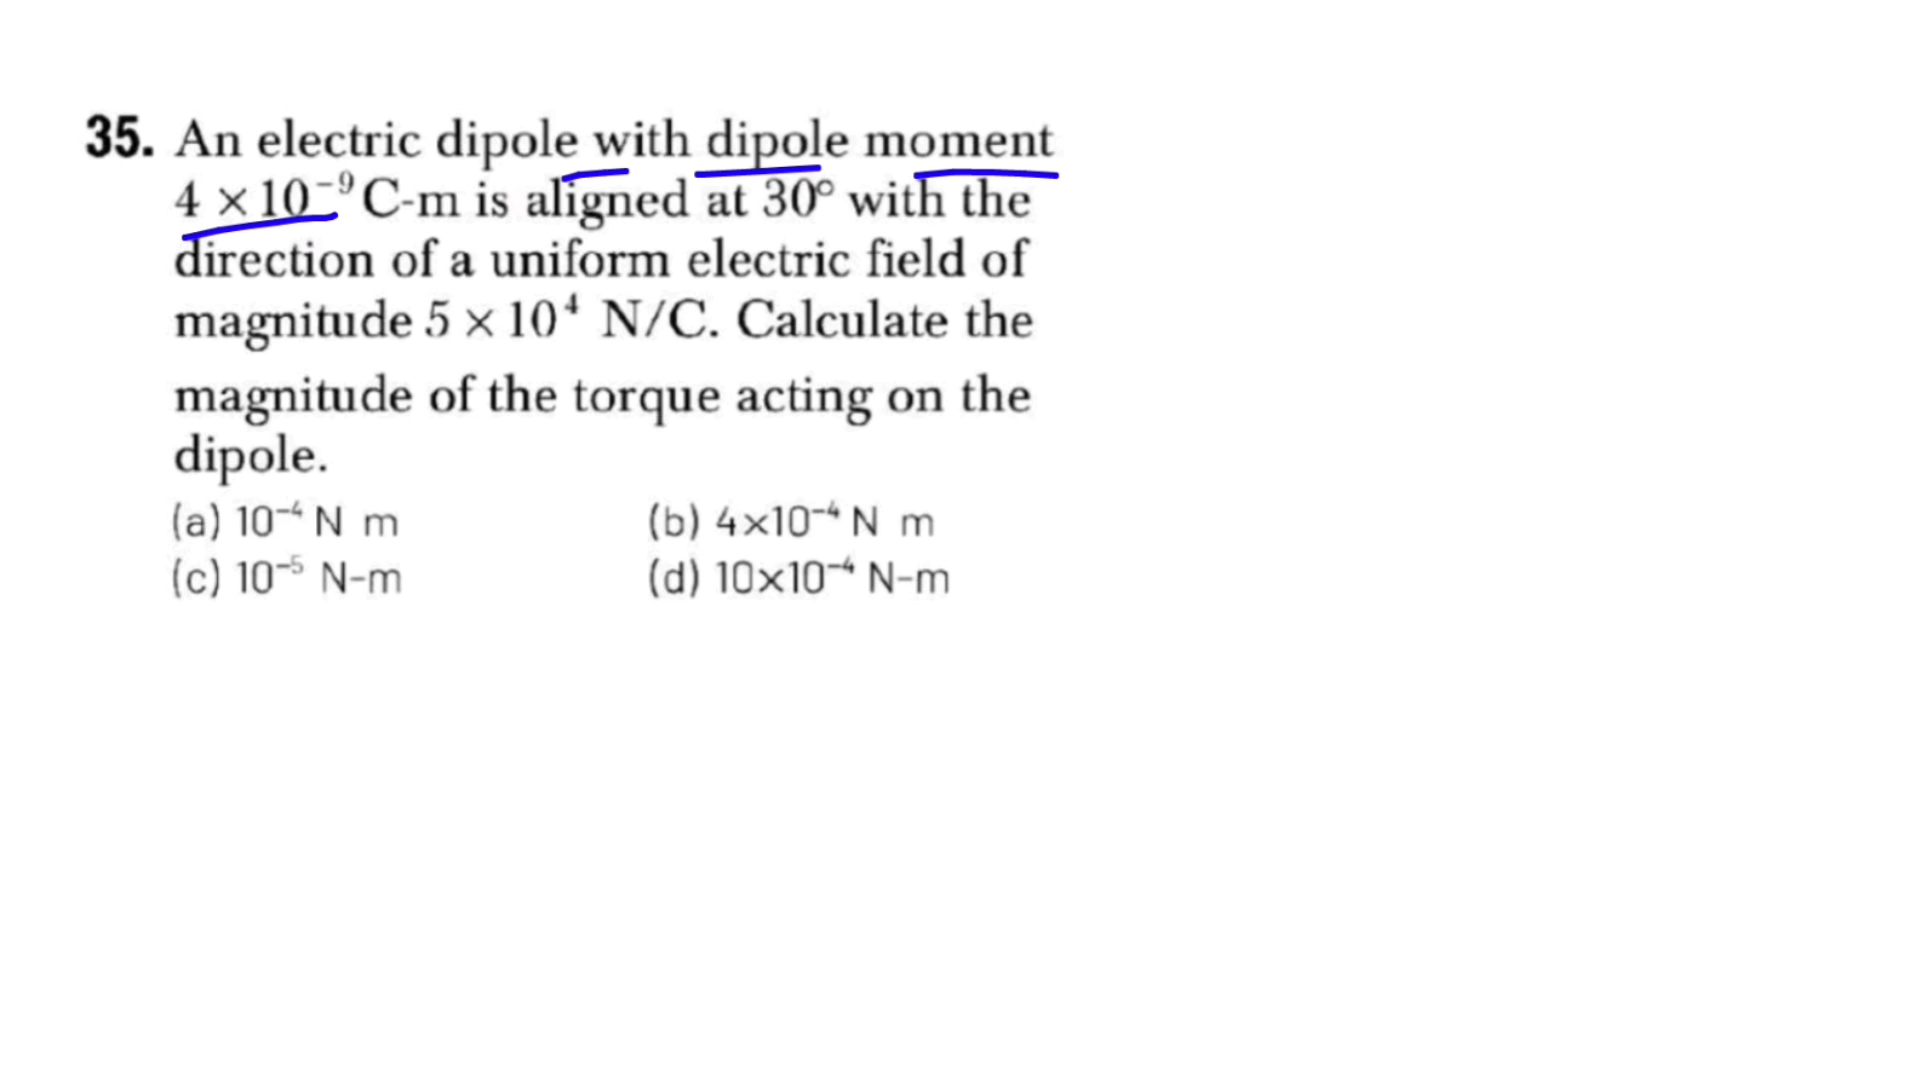 35. An electric dipole with dipole moment
4 × 10⁻⁹ C-m is aligned at 30° with the
direction of a uniform electric field of
magnitude 5 × 10⁴ N/C. Calculate the
magnitude of the torque acting on the
dipole.
(a) 10⁻⁴ N m (b) 4×10⁻⁴ N m
(c) 10⁻⁵ N-m (d) 10×10⁻⁴ N-m